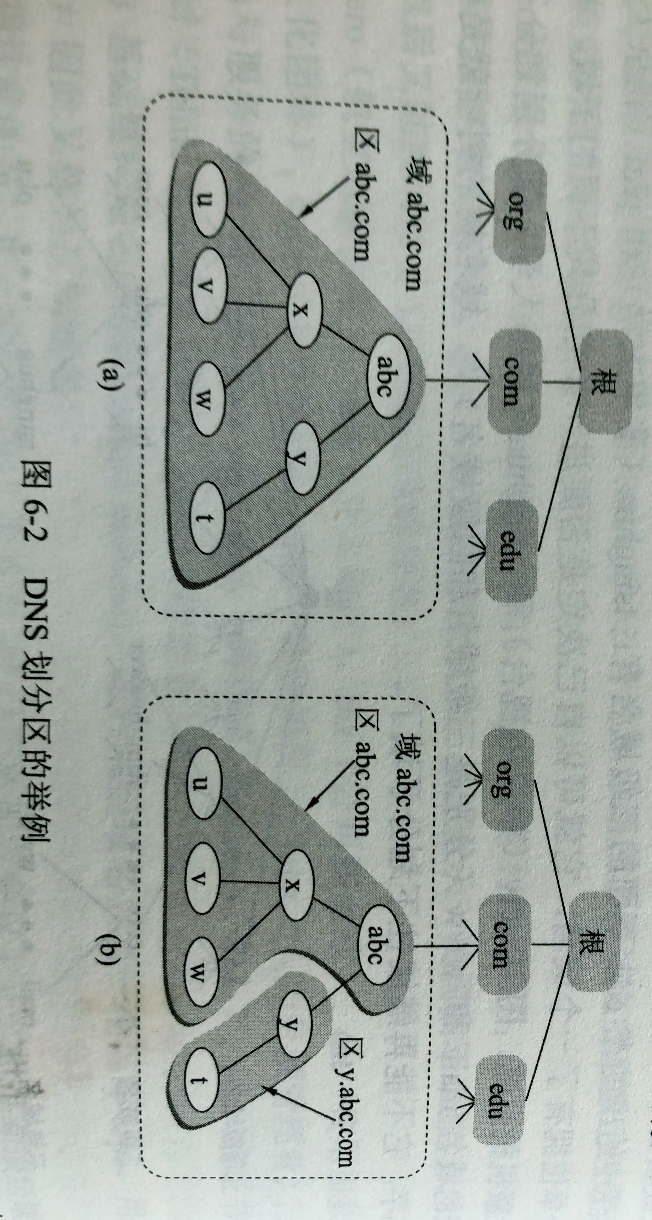 根
org
com
edu
域 abc.com
区 abc.com
abc
x
y
u
v
w
t
(a)
根
org
com
edu
域 abc.com
区 abc.com
abc
区 y.abc.com
x
y
u
v
w
t
(b)
图 6-2 DNS 划分区的举例